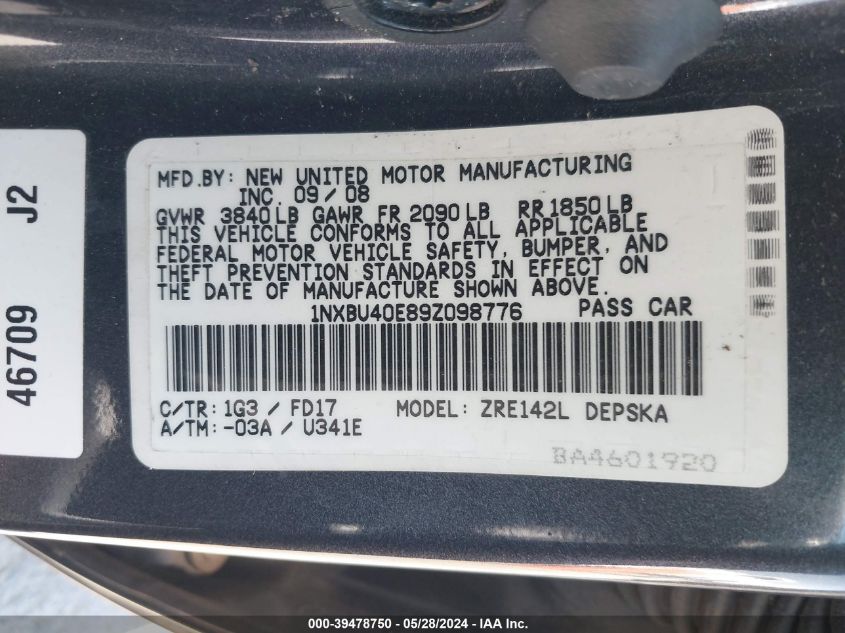 46709 J2
MFD.BY: NEW UNITED MOTOR MANUFACTURING
INC. 09/08
GVWR 3840 LB GAWR FR 2090 LB RR 1850 LB
THIS VEHICLE CONFORMS TO ALL APPLICABLE
FEDERAL MOTOR VEHICLE SAFETY, BUMPER, AND
THEFT PREVENTION STANDARDS IN EFFECT ON
THE DATE OF MANUFACTURE SHOWN ABOVE.
1NXBU40E89Z098776 PASS CAR
C/TR: 1G3 / FD17 MODEL: ZRE142L DEPSKA
A/TM: -03A / U341E
BA4601920
000-39478750 - 05/28/2024 - IAA Inc.